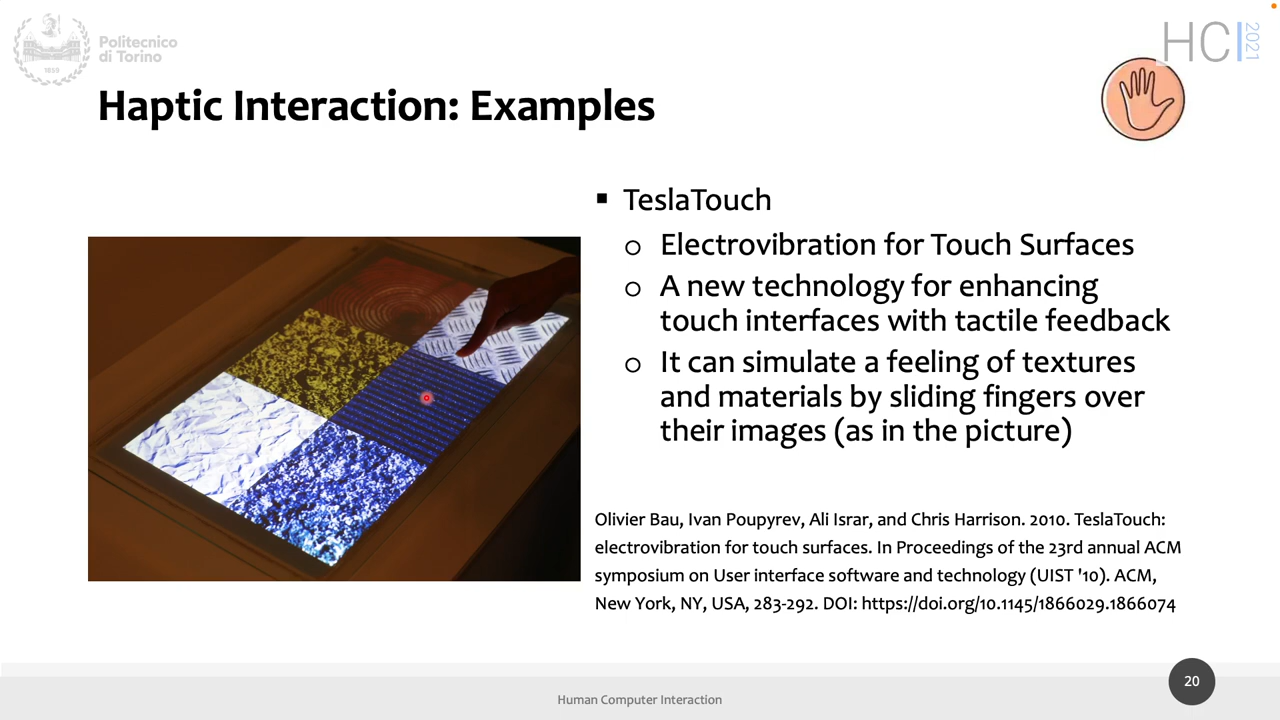 Politecnico
di Torino
1859
HCI
2021
Haptic Interaction: Examples
▪ TeslaTouch
o Electrovibration for Touch Surfaces
o A new technology for enhancing
touch interfaces with tactile feedback
o It can simulate a feeling of textures
and materials by sliding fingers over
their images (as in the picture)
Olivier Bau, Ivan Poupyrev, Ali Israr, and Chris Harrison. 2010. TeslaTouch:
electrovibration for touch surfaces. In Proceedings of the 23rd annual ACM
symposium on User interface software and technology (UIST '10). ACM,
New York, NY, USA, 283-292. DOI: https://doi.org/10.1145/1866029.1866074
Human Computer Interaction
20